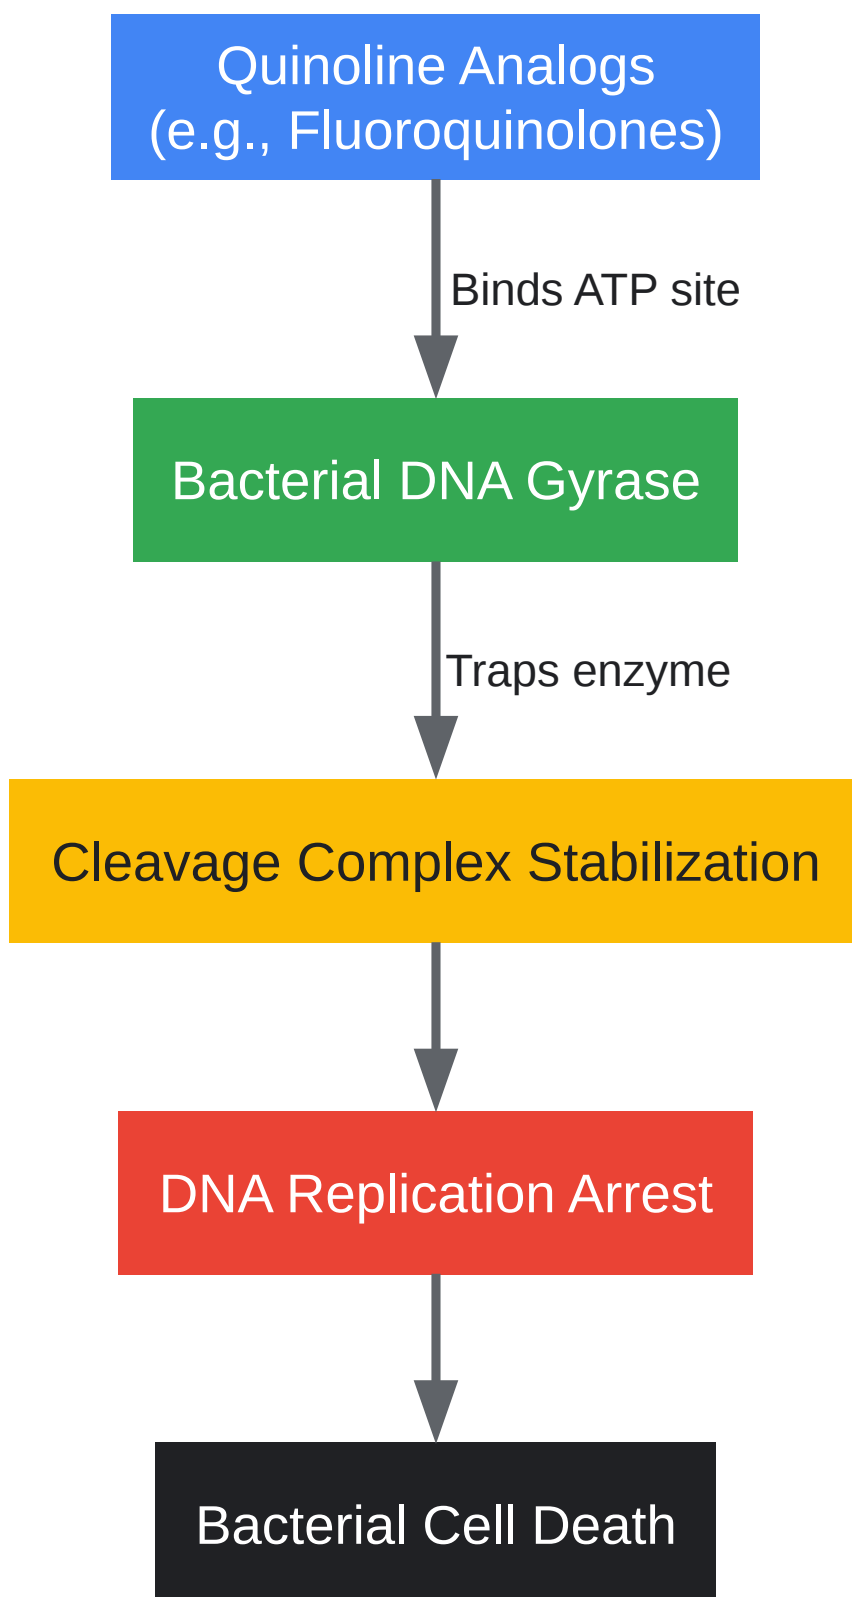 Quinoline Analogs
(e.g., Fluoroquinolones)
Binds ATP site
Bacterial DNA Gyrase
Traps enzyme
Cleavage Complex Stabilization
DNA Replication Arrest
Bacterial Cell Death